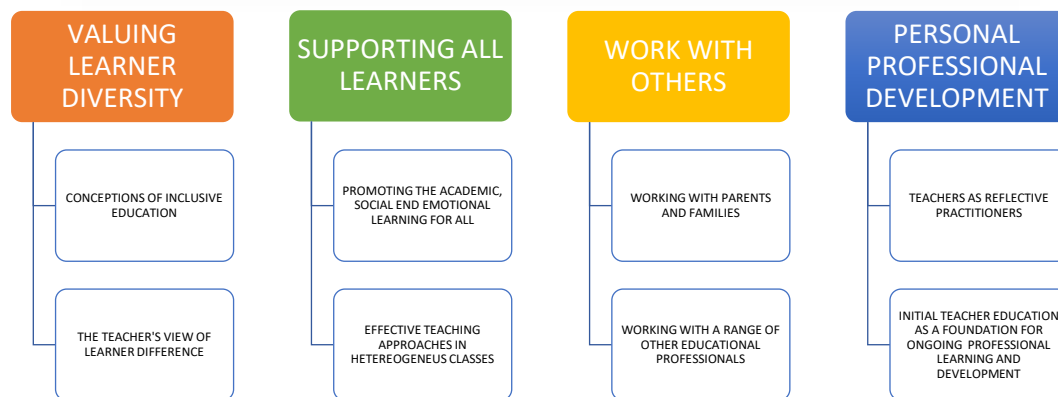 VALUING
LEARNER
DIVERSITY
CONCEPTIONS OF INCLUSIVE
EDUCATION
THE TEACHER'S VIEW OF
LEARNER DIFFERENCE
SUPPORTING ALL
LEARNERS
PROMOTING THE ACADEMIC,
SOCIAL END EMOTIONAL
LEARNING FOR ALL
EFFECTIVE TEACHING
APPROACHES IN
HETEREOGENEUS CLASSES
WORK WITH
OTHERS
WORKING WITH PARENTS
AND FAMILIES
WORKING WITH A RANGE OF
OTHER EDUCATIONAL
PROFESSIONALS
PERSONAL
PROFESSIONAL
DEVELOPMENT
TEACHERS AS REFLECTIVE
PRACTITIONERS
INITIAL TEACHER EDUCATION
AS A FOUNDATION FOR
ONGOING PROFESSIONAL
LEARNING AND
DEVELOPMENT